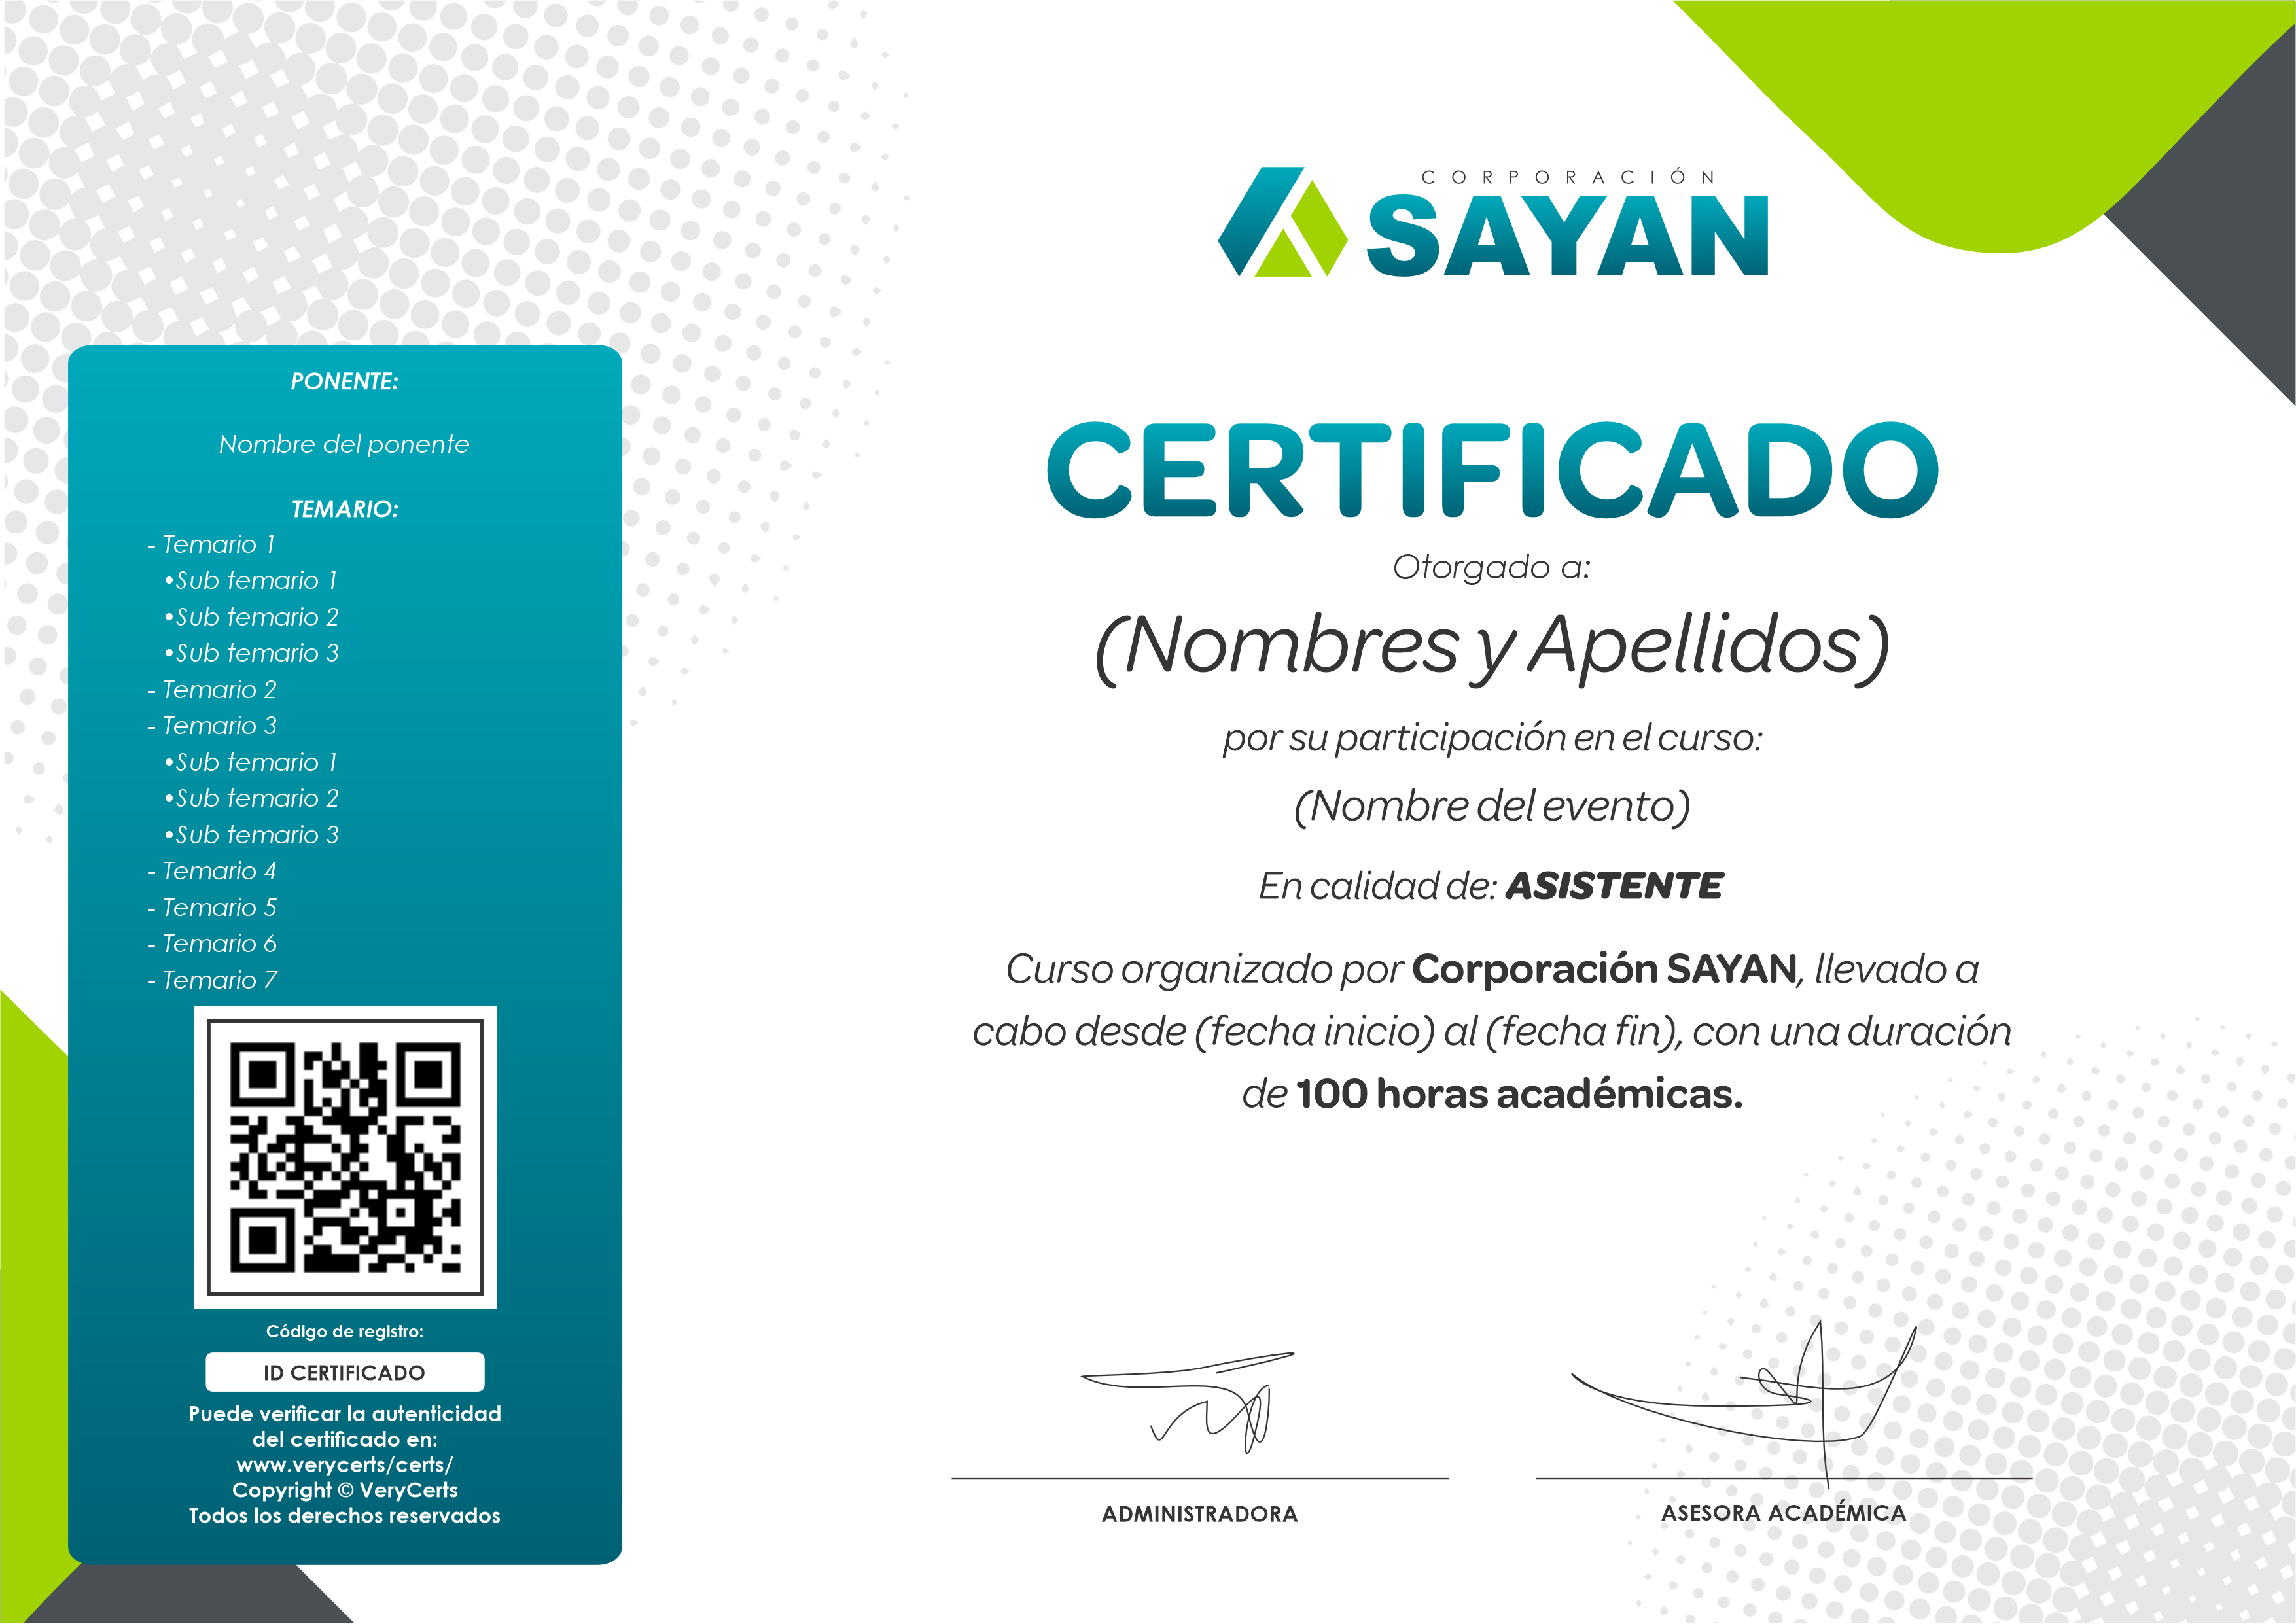 CORPORACIÓN
SAYAN
PONENTE:
Nombre del ponente
TEMARIO:
- Temario 1
•Sub temario 1
•Sub temario 2
•Sub temario 3
- Temario 2
- Temario 3
•Sub temario 1
•Sub temario 2
•Sub temario 3
- Temario 4
- Temario 5
- Temario 6
- Temario 7
Código de registro:
ID CERTIFICADO
Puede verificar la autenticidad
del certificado en:
www.verycerts/certs/
Copyright © VeryCerts
Todos los derechos reservados
CERTIFICADO
Otorgado a:
(Nombres y Apellidos)
por su participación en el curso:
(Nombre del evento)
En calidad de: ASISTENTE
Curso organizado por Corporación SAYAN, llevado a
cabo desde (fecha inicio) al (fecha fin), con una duración
de 100 horas académicas.
ADMINISTRADORA
ASESORA ACADÉMICA